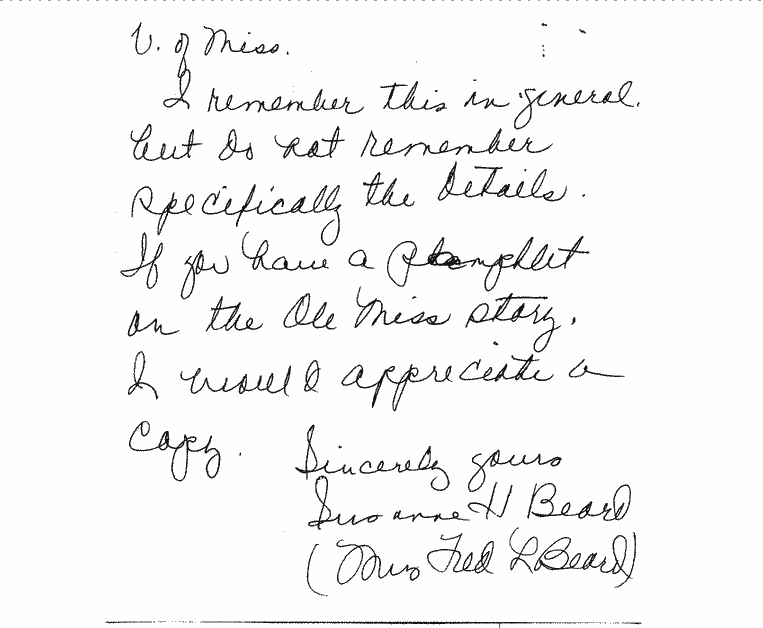 U. of Miss.
I remember this in general.
but do not remember
specifically the details.
If you have a pamphlet
on the Ole Miss story.
I would appreciate a
copy.
Sincerely yours
Susanne H Beard
(Mrs Fred L Beard)